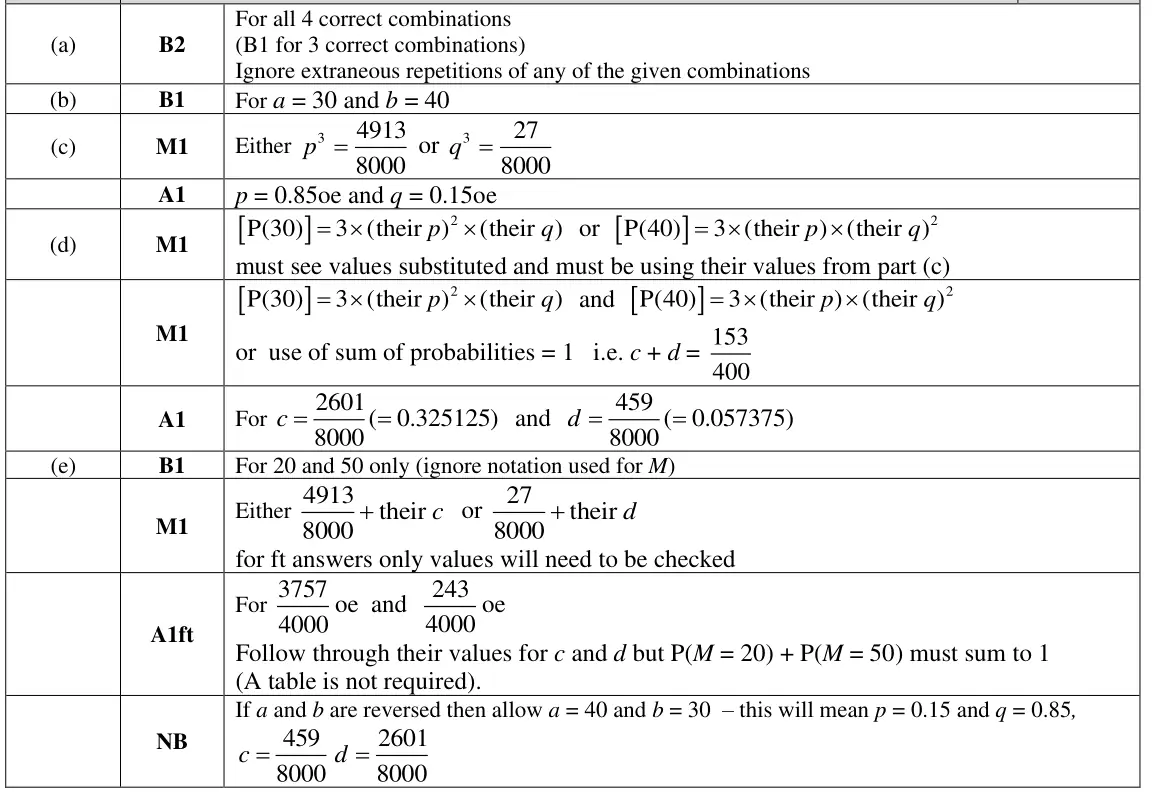 (a) B2 For all 4 correct combinations
(B1 for 3 correct combinations)
Ignore extraneous repetitions of any of the given combinations
(b) B1 For a = 30 and b = 40
(c) M1 Either p³ = 4913/8000 or q³ = 27/8000
A1 p = 0.85oe and q = 0.15oe
(d) M1 [P(30)] = 3×(their p)²×(their q) or [P(40)] = 3×(their p)×(their q)²
must see values substituted and must be using their values from part (c)
M1 [P(30)] = 3×(their p)²×(their q) and [P(40)] = 3×(their p)×(their q)²
or use of sum of probabilities = 1 i.e. c + d = 153/400
A1 For c = 2601/8000 (= 0.325125) and d = 459/8000 (= 0.057375)
(e) B1 For 20 and 50 only (ignore notation used for M)
M1 Either 4913/8000 + their c or 27/8000 + their d
for ft answers only values will need to be checked
A1ft For 3757/4000 oe and 243/4000 oe
Follow through their values for c and d but P(M = 20) + P(M = 50) must sum to 1
(A table is not required).
NB If a and b are reversed then allow a = 40 and b = 30 – this will mean p = 0.15 and q = 0.85,
c = 459/8000 d = 2601/8000